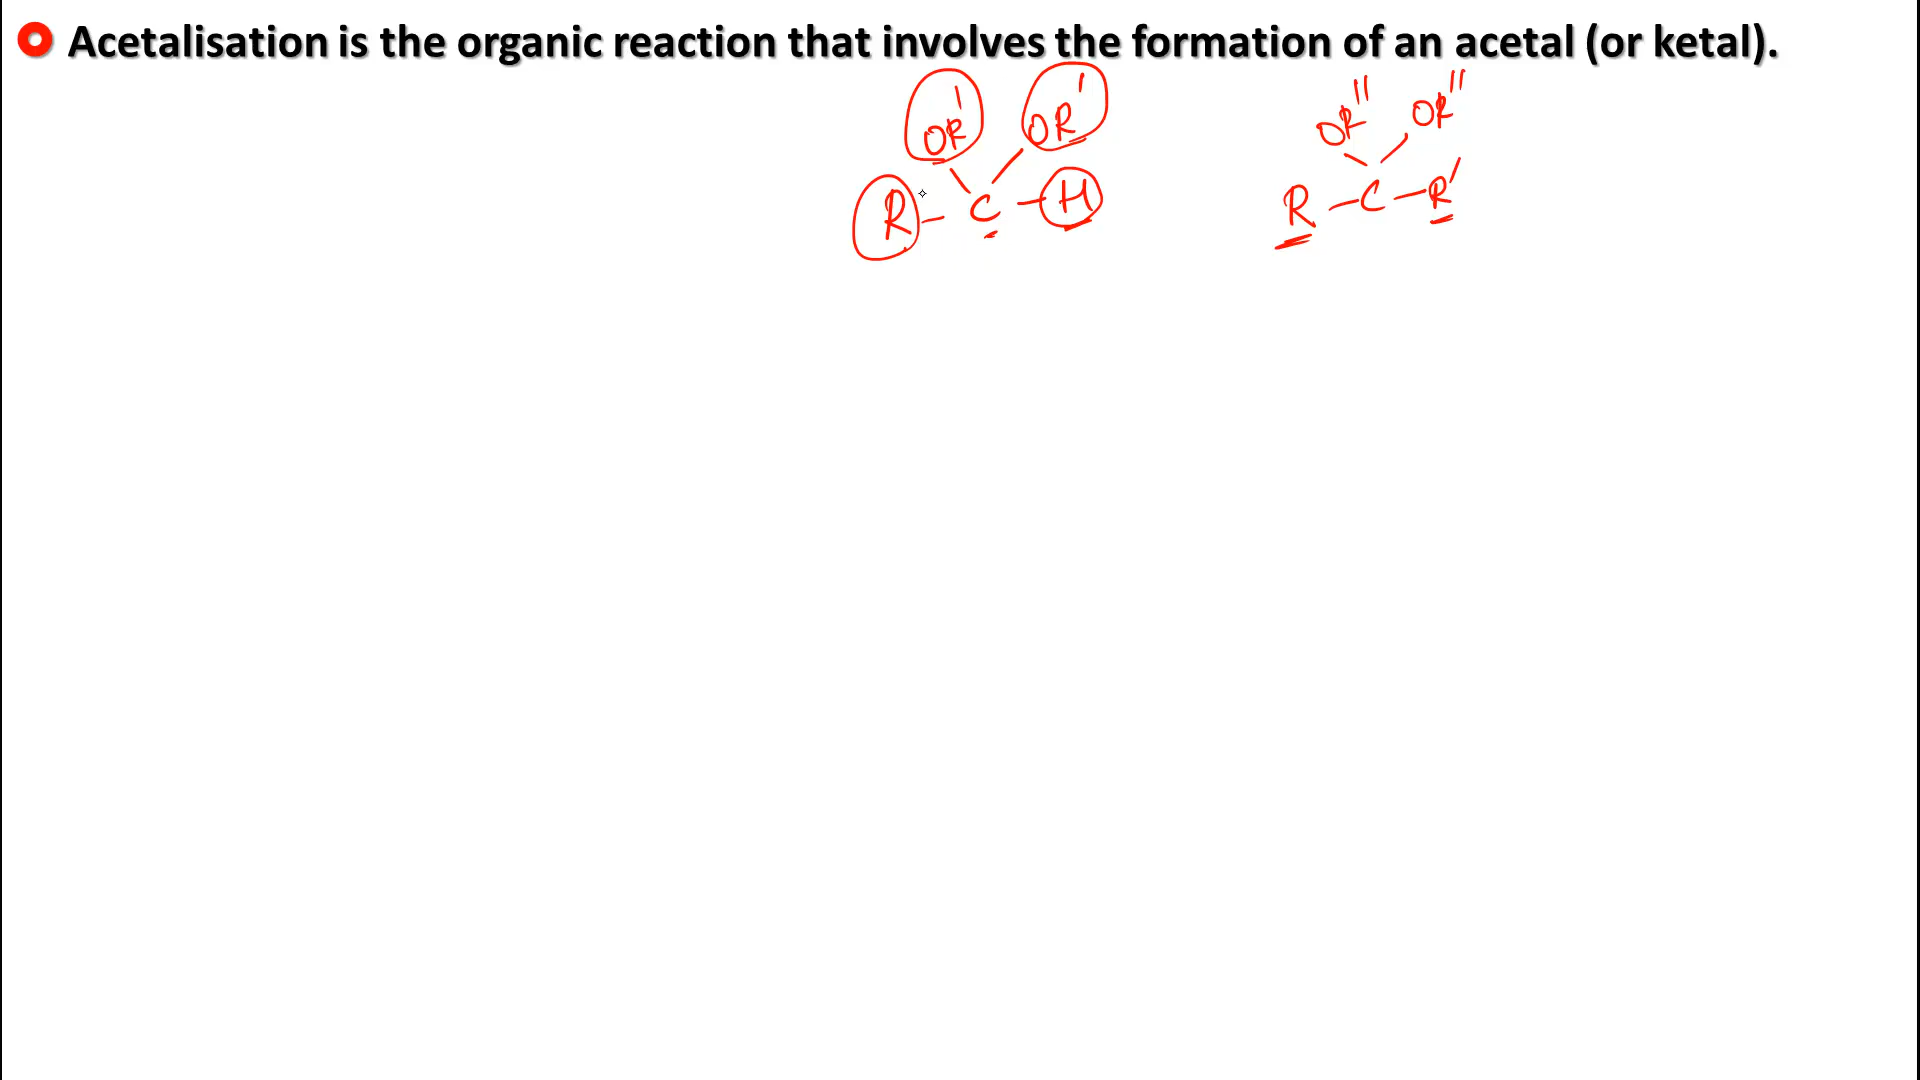 Acetalisation is the organic reaction that involves the formation of an acetal (or ketal).
OR' OR' OR'' OR''
R - C - H R - C - R'